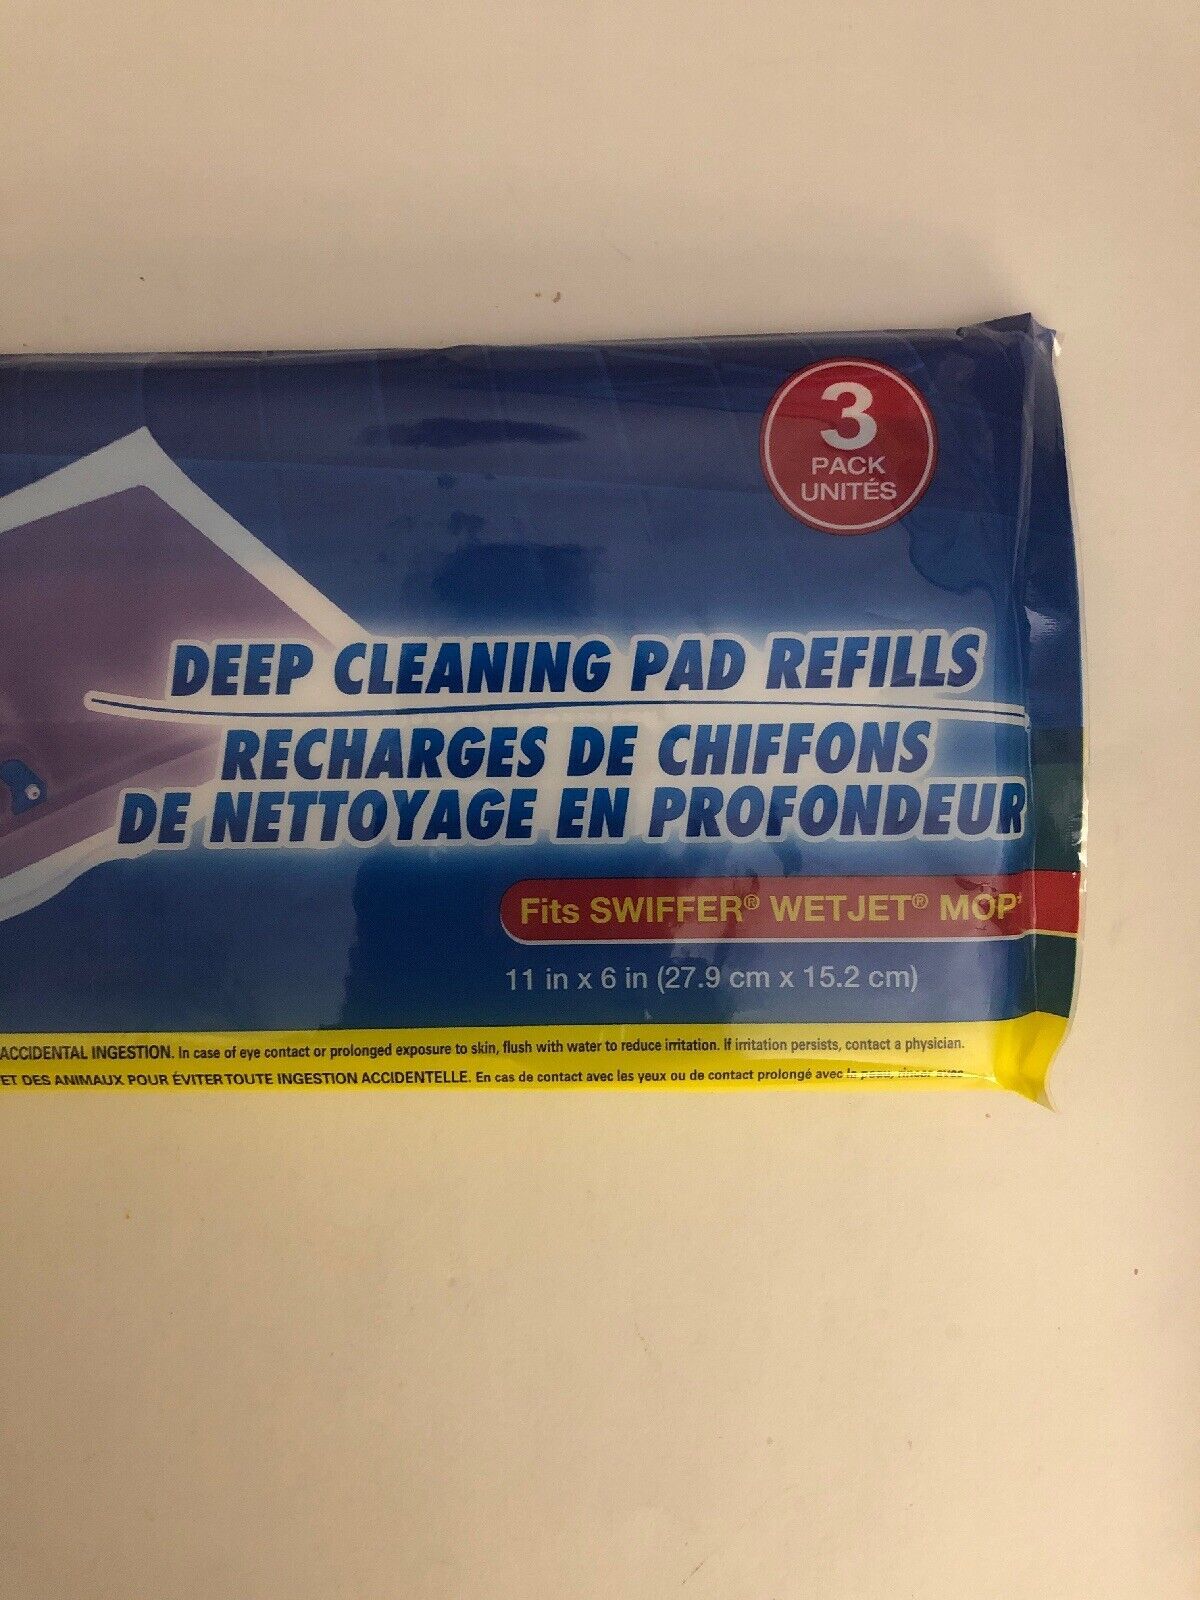 3
PACK
UNITÉS
DEEP CLEANING PAD REFILLS
RECHARGES DE CHIFFONS
DE NETTOYAGE EN PROFONDEUR
Fits SWIFFER® WETJET® MOP‡
11 in x 6 in (27.9 cm x 15.2 cm)
ACCIDENTAL INGESTION. In case of eye contact or prolonged exposure to skin, flush with water to reduce irritation. If irritation persists, contact a physician.
ET DES ANIMAUX POUR ÉVITER TOUTE INGESTION ACCIDENTELLE. En cas de contact avec les yeux ou de contact prolongé avec la peau, rincer avec